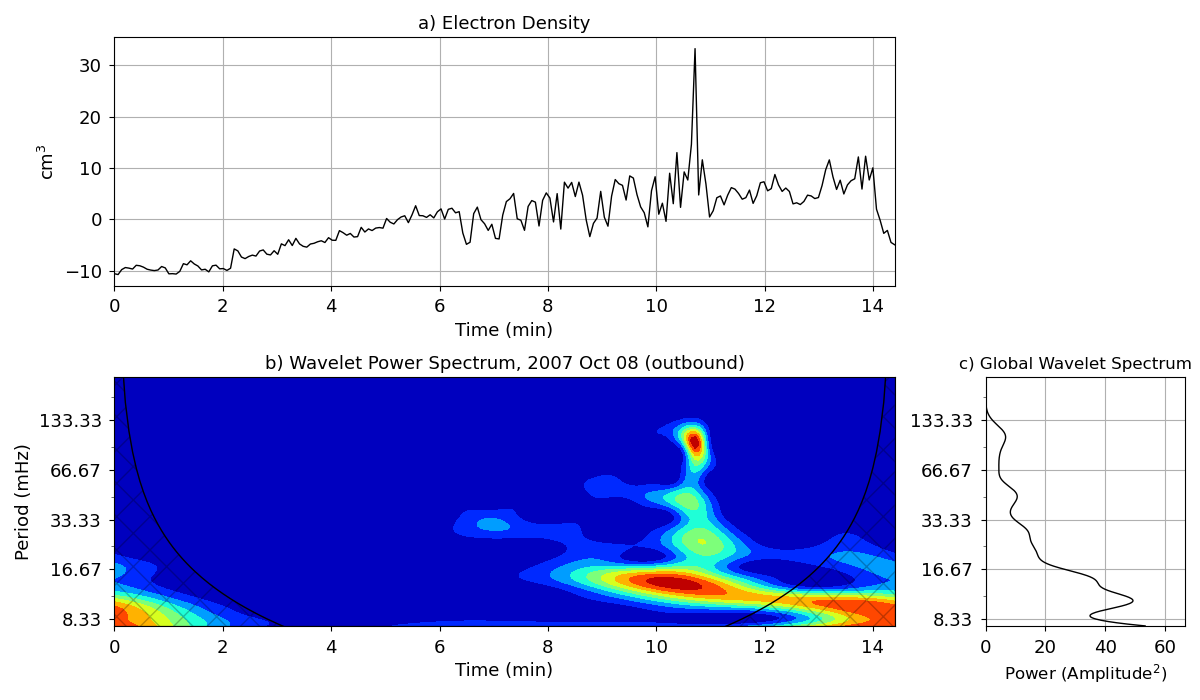 a) Electron Density
30
20
10
0
−10
cm³
0 2 4 6 8 10 12 14
Time (min)
b) Wavelet Power Spectrum, 2007 Oct 08 (outbound)
133.33
66.67
33.33
16.67
8.33
Period (mHz)
0 2 4 6 8 10 12 14
Time (min)
c) Global Wavelet Spectrum
133.33
66.67
33.33
16.67
8.33
0 20 40 60
Power (Amplitude²)